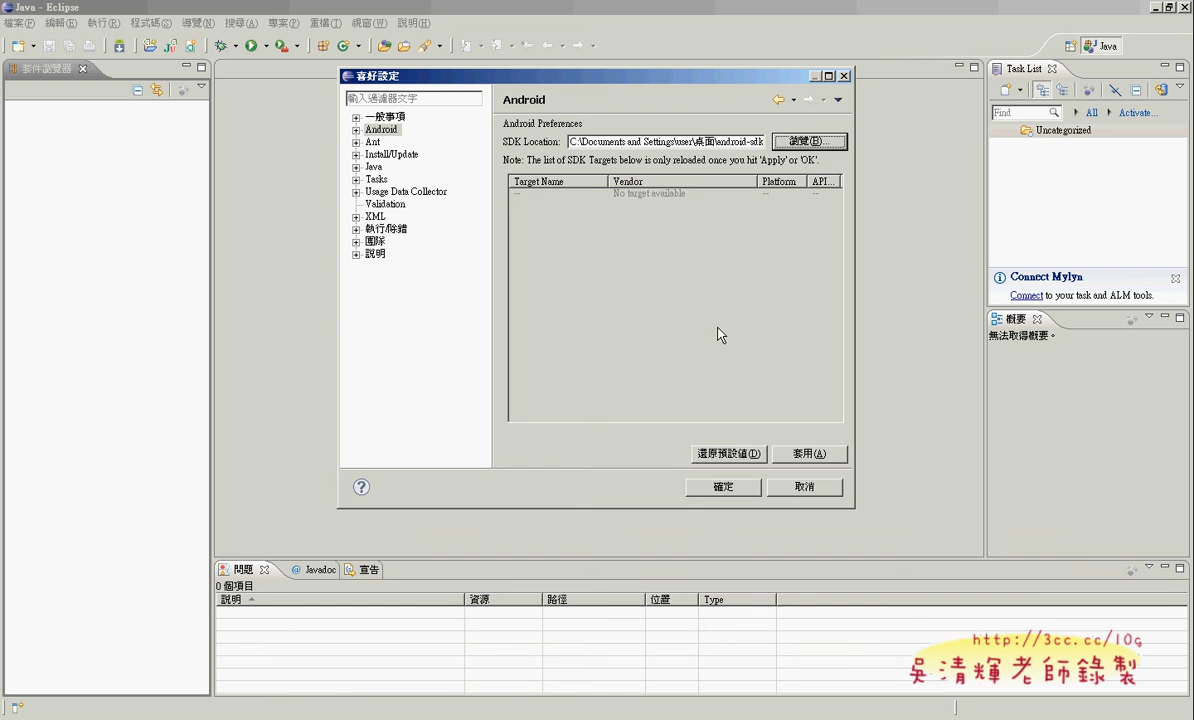 Java - Eclipse
檔案(F) 編輯(E) 執行(R) 程式碼(S) 導覽(N) 搜尋(A) 專案(P) 重構(T) 視窗(W) 說明(H)
Java
套件瀏覽器
喜好設定
輸入過濾器文字
一般事項
Android
Ant
Install/Update
Java
Tasks
Usage Data Collector
Validation
XML
執行/除錯
團隊
說明
Android
Android Preferences
SDK Location: C:\Documents and Settings\user\桌面\android-sdk 瀏覽(B)...
Note: The list of SDK Targets below is only reloaded once you hit 'Apply' or 'OK'.
Target Name Vendor Platform API...
-- No target available -- --
還原預設值(D) 套用(A)
確定 取消
Task List
Find All Activate...
Uncategorized
Connect Mylyn
Connect to your task and ALM tools.
概要
無法取得概要。
問題 Javadoc 宣告
0 個項目
說明 資源 路徑 位置 Type
http://3cc.cc/10g
吳清輝老師錄製